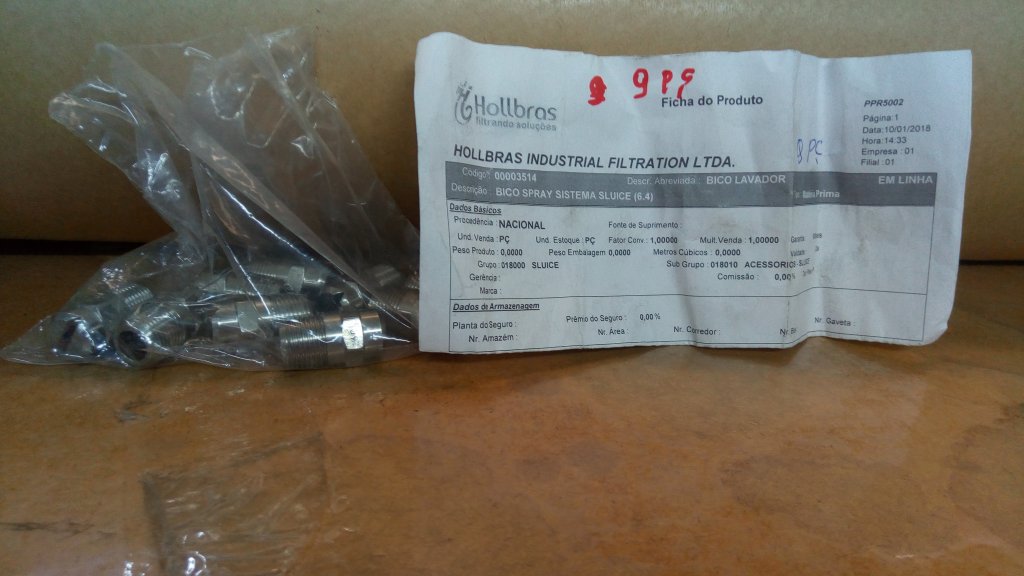 Hollbras
filtrando soluções
9 PÇ
Ficha do Produto
PPR5002
Página: 1
Data: 10/01/2018
Hora: 14:33
Empresa : 01
Filial : 01
8 PÇ
HOLLBRAS INDUSTRIAL FILTRATION LTDA.
Código : 00003514 Descr. Abreviada : BICO LAVADOR EM LINHA
Descrição : BICO SPRAY SISTEMA SLUICE (6.4) Prima
Dados Básicos
Procedência : NACIONAL Fonte de Suprimento :
Und. Venda : PÇ Und. Estoque : PÇ Fator Conv. : 1,00000 Mult.Venda : 1,00000 Garantia
Peso Produto : 0,0000 Peso Embalagem 0,0000 Metros Cúbicos : 0,0000 Validade
Grupo : 018000 SLUICE Sub Grupo : 018010 ACESSORIOS - SLUICE
Gerência : Comissão : 0,00%
Marca :
Dados de Armazenagem
Planta do Seguro : Prêmio do Seguro : 0,00 %
Nr. Amazém : Nr. Área : Nr. Corredor : Nr. Nr. Gaveta